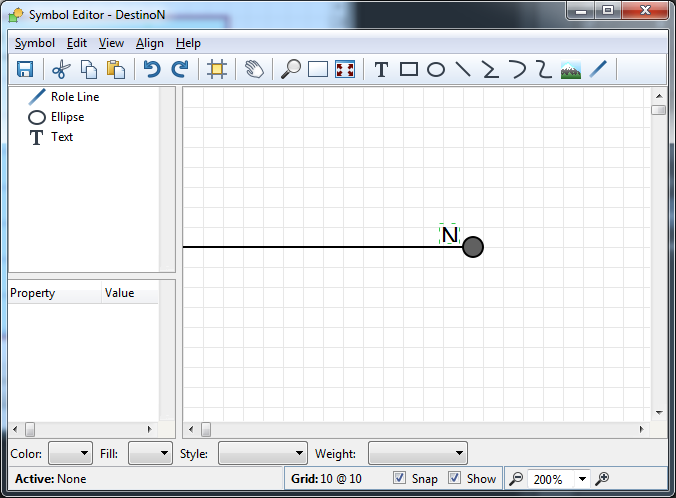 Symbol Editor - DestinoN
Symbol Edit View Align Help
T
Role Line
Ellipse
T Text
N
Property Value
Color: Fill: Style: Weight:
Active: None Grid: 10 @ 10 Snap Show 200%